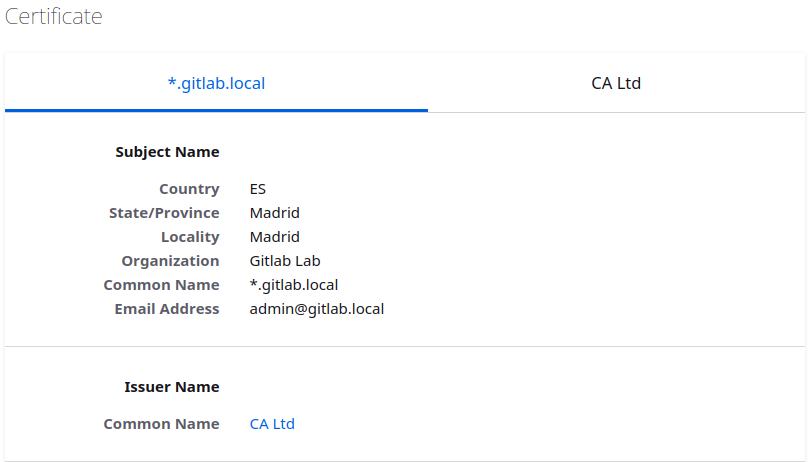 Certificate
*.gitlab.local CA Ltd
Subject Name
Country ES
State/Province Madrid
Locality Madrid
Organization Gitlab Lab
Common Name *.gitlab.local
Email Address admin@gitlab.local
Issuer Name
Common Name CA Ltd